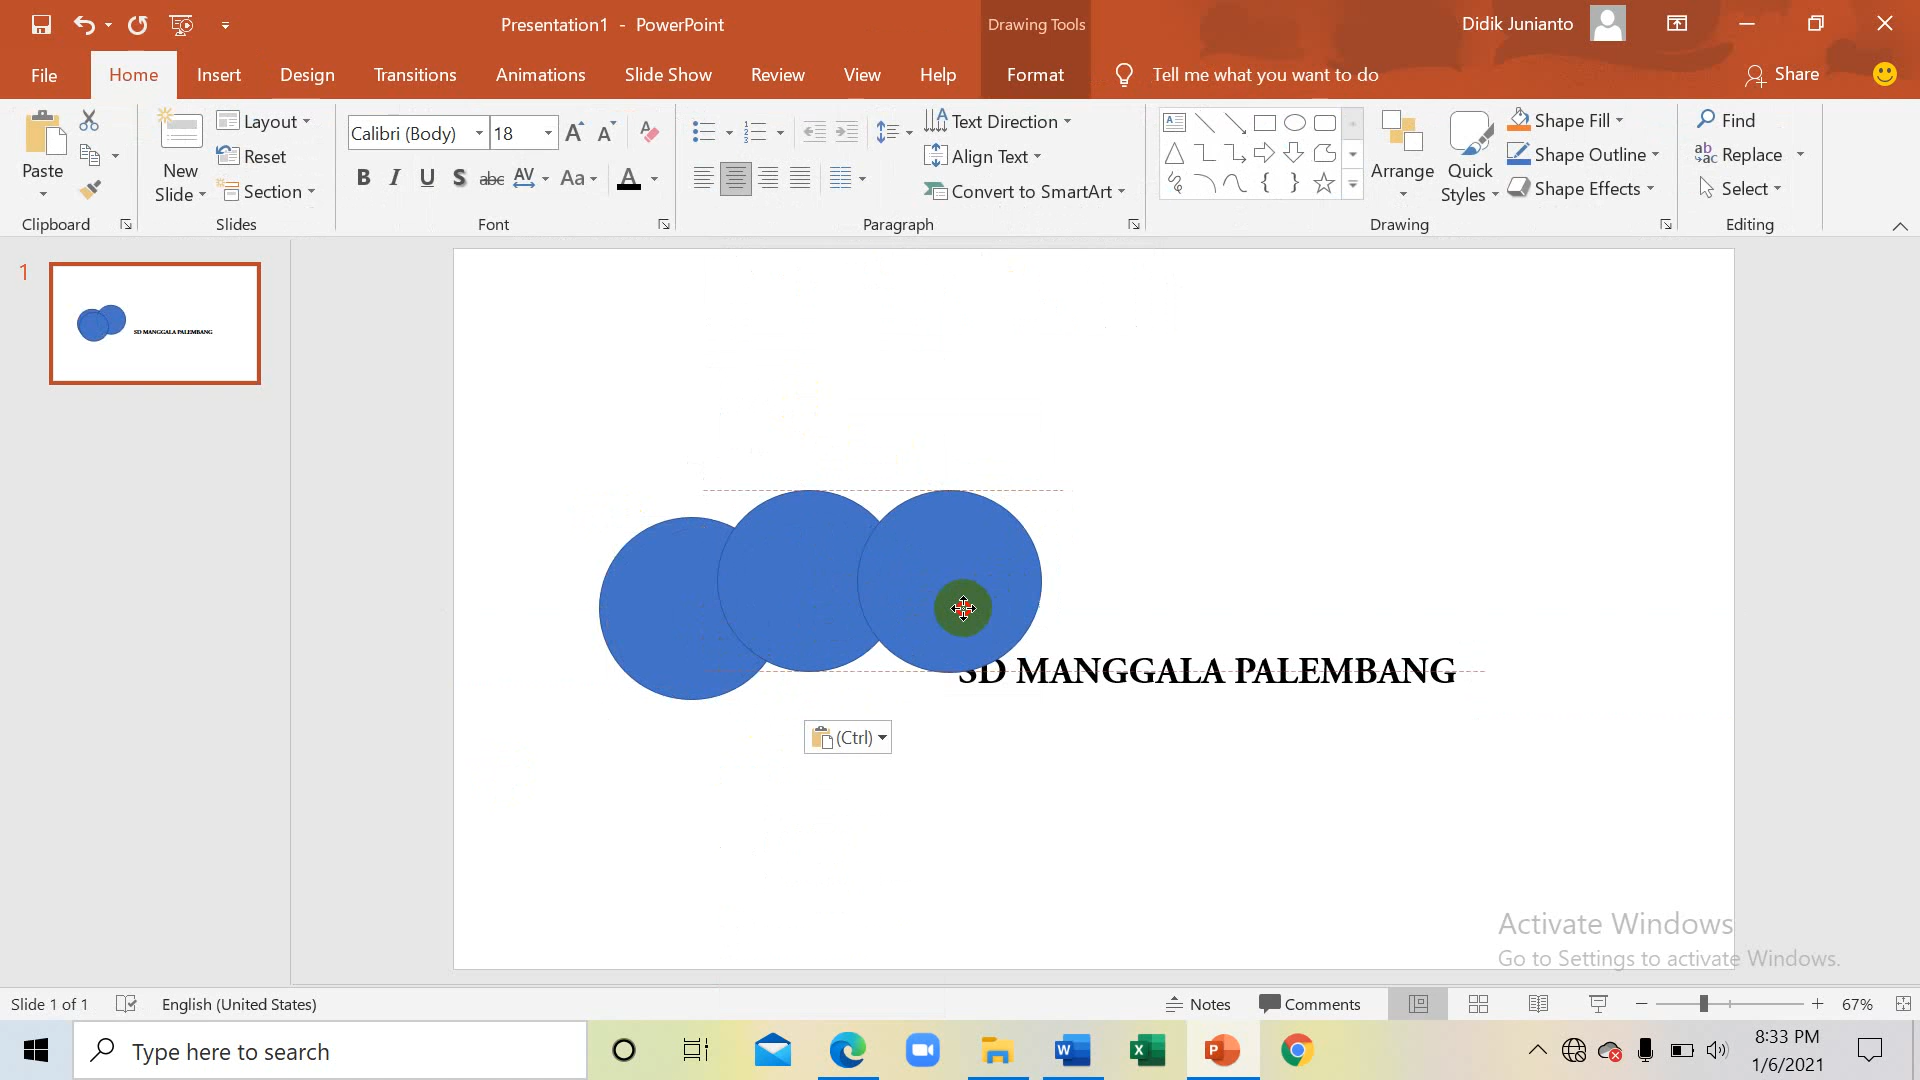 Presentation1 - PowerPoint
Drawing Tools
Didik Junianto
File Home Insert Design Transitions Animations Slide Show Review View Help Format Tell me what you want to do Share
Paste
New Slide
Layout
Reset
Section
Calibri (Body) 18
B I U S abc AV Aa A
Text Direction
Align Text
Convert to SmartArt
Arrange
Quick Styles
Shape Fill
Shape Outline
Shape Effects
Find
Replace
Select
Clipboard Slides Font Paragraph Drawing Editing
1
SD MANGGALA PALEMBANG
SD MANGGALA PALEMBANG
(Ctrl)
Activate Windows
Go to Settings to activate Windows.
Slide 1 of 1 English (United States) Notes Comments 67%
Type here to search
8:33 PM
1/6/2021